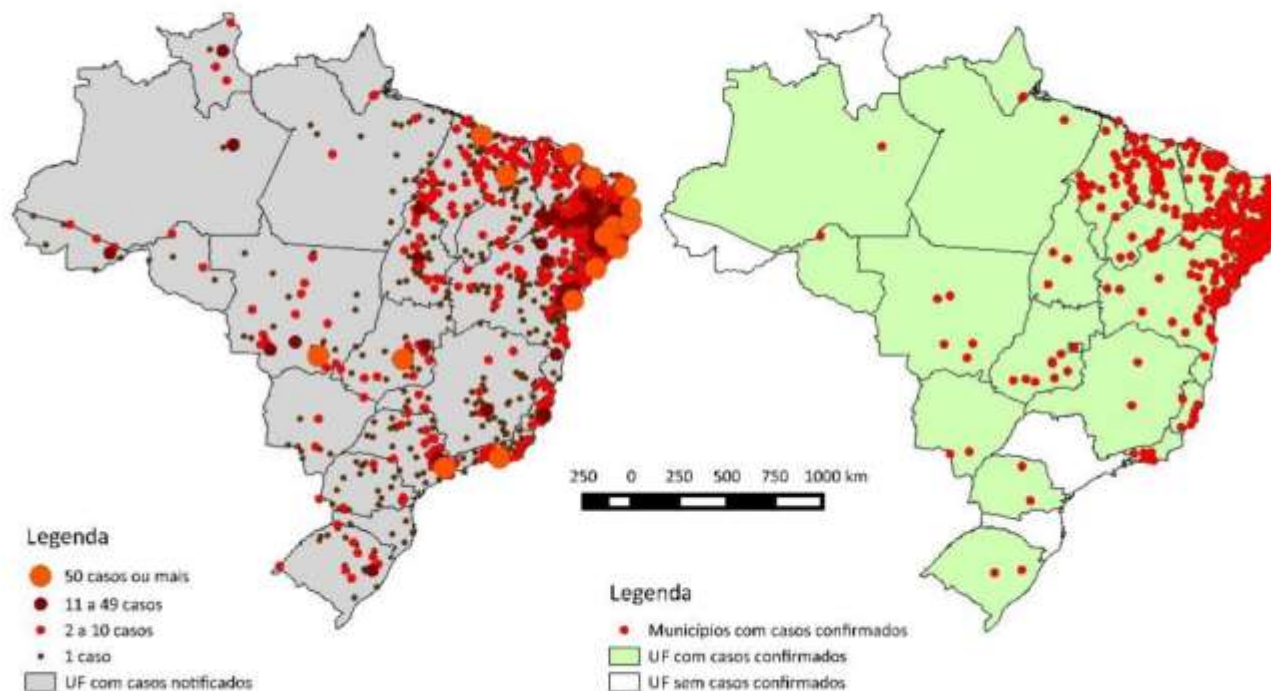 250 0 250 500 750 1000 km
Legenda
50 casos ou mais
11 a 49 casos
2 a 10 casos
1 caso
UF com casos notificados
Legenda
Municípios com casos confirmados
UF com casos confirmados
UF sem casos confirmados